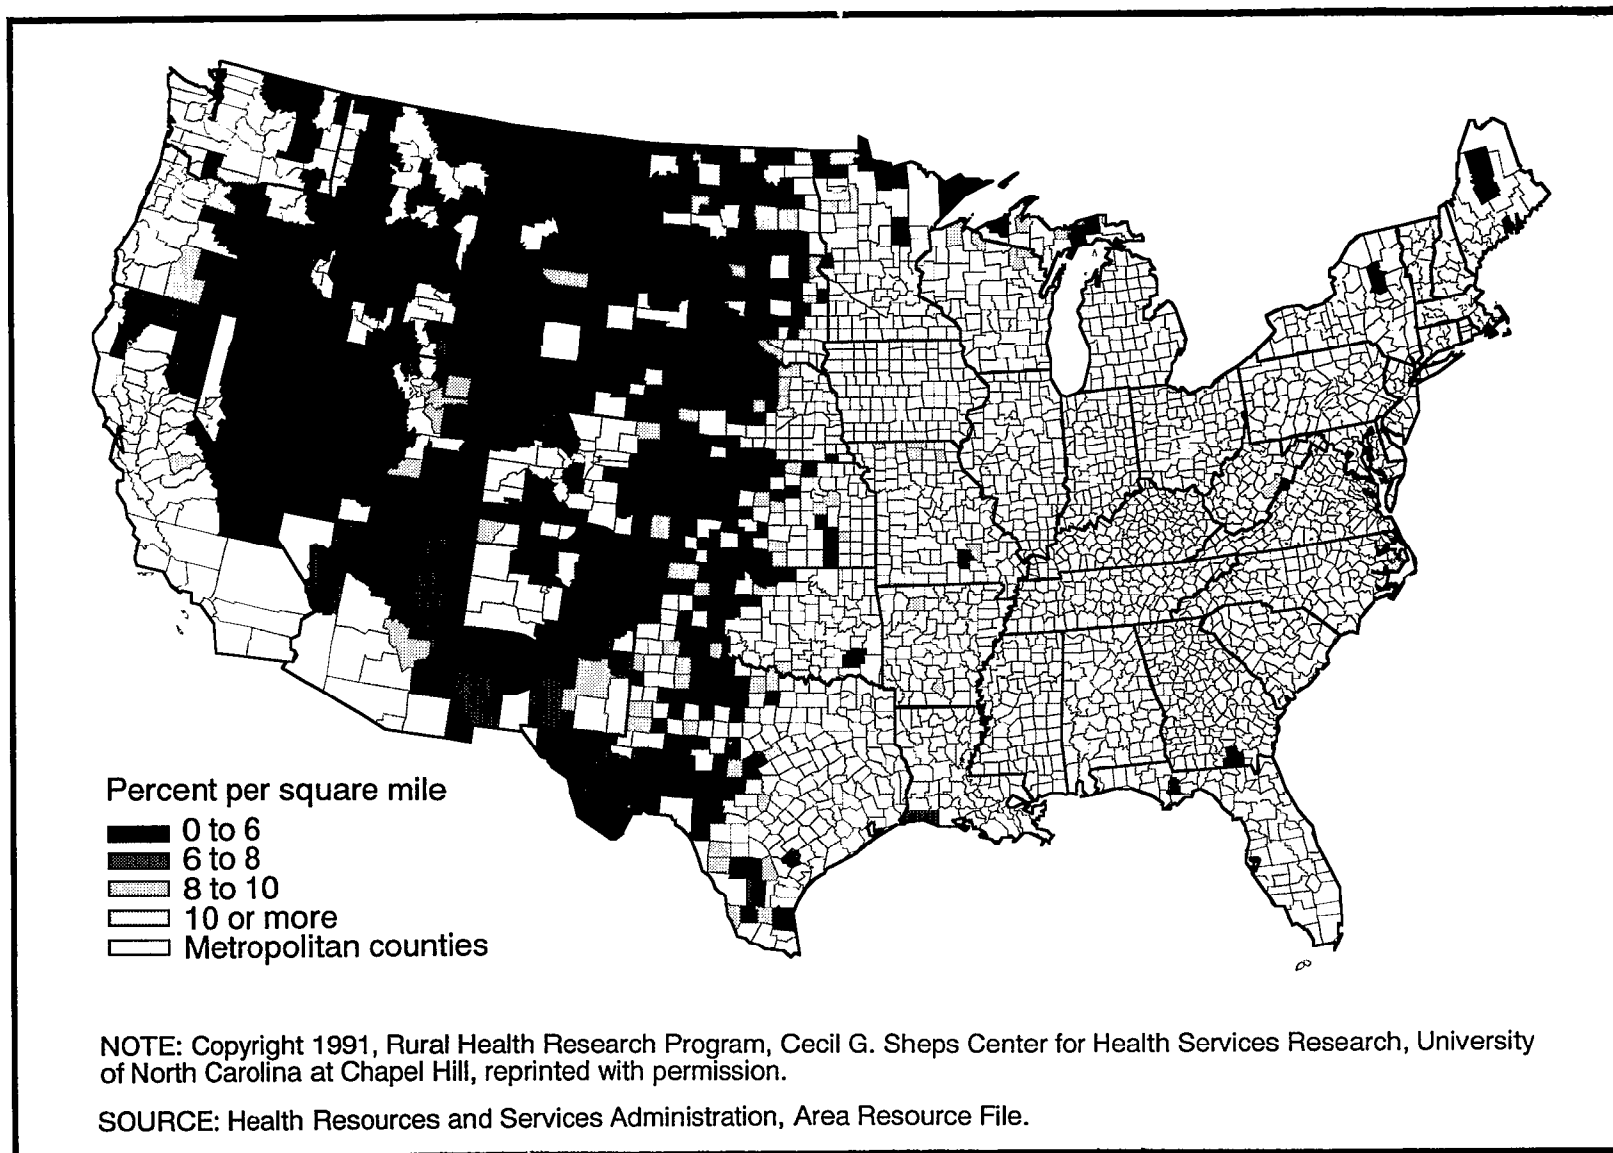 Percent per square mile
0 to 6
6 to 8
8 to 10
10 or more
Metropolitan counties
NOTE: Copyright 1991, Rural Health Research Program, Cecil G. Sheps Center for Health Services Research, University
of North Carolina at Chapel Hill, reprinted with permission.
SOURCE: Health Resources and Services Administration, Area Resource File.